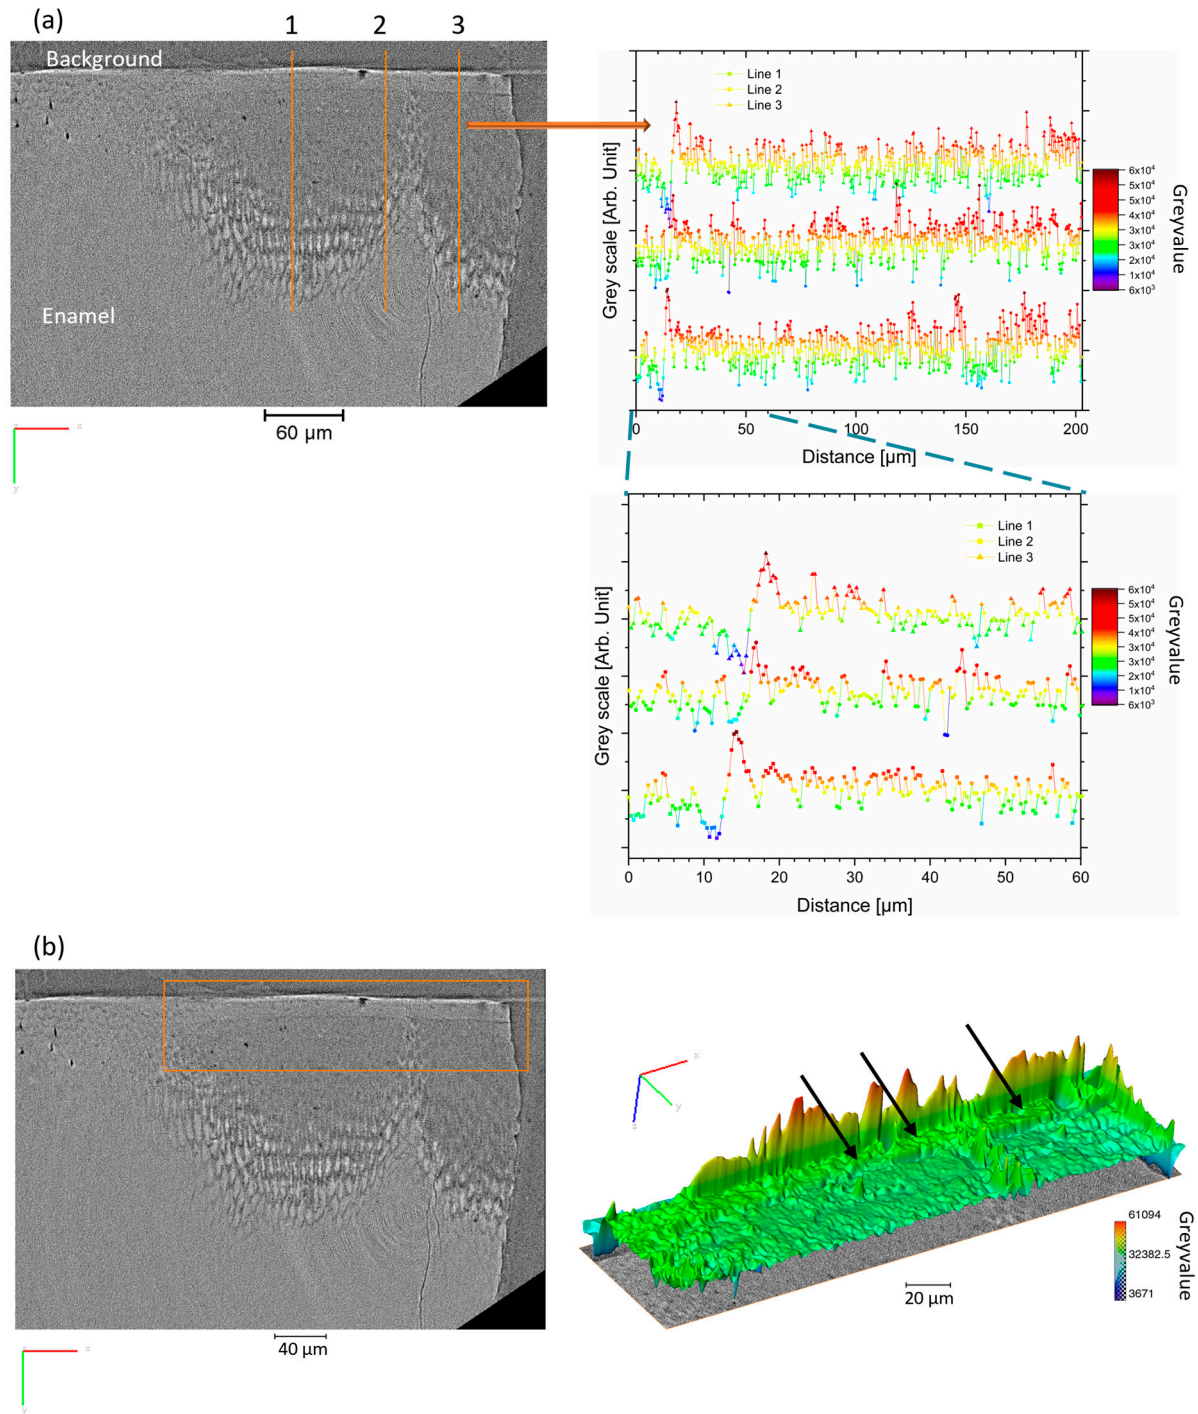 (a)
1 2 3
Background
Enamel
60 µm
x
y
Line 1
Line 2
Line 3
Grey scale [Arb. Unit]
0 50 100 150 200
Distance [µm]
6x10⁴
5x10⁴
5x10⁴
4x10⁴
3x10⁴
3x10⁴
2x10⁴
1x10⁴
6x10³
Greyvalue
Line 1
Line 2
Line 3
Grey scale [Arb. Unit]
0 10 20 30 40 50 60
Distance [µm]
6x10⁴
5x10⁴
5x10⁴
4x10⁴
3x10⁴
3x10⁴
2x10⁴
1x10⁴
6x10³
Greyvalue
(b)
40 µm
x
y
x
y
z
20 µm
61094
32382.5
3671
Greyvalue